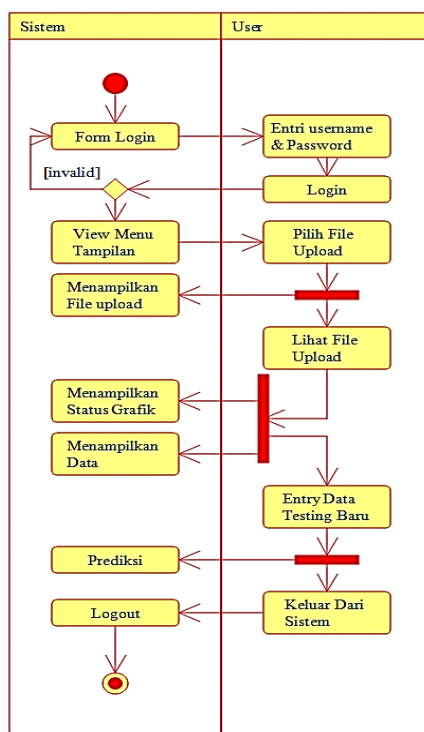 Sistem
User
Form Login
Entri username
& Password
[invalid]
Login
View Menu
Tampilan
Pilih File
Upload
Menampilkan
File upload
Lihat File
Upload
Menampilkan
Status Grafik
Menampilkan
Data
Entry Data
Testing Baru
Prediksi
Logout
Keluar Dari
Sistem